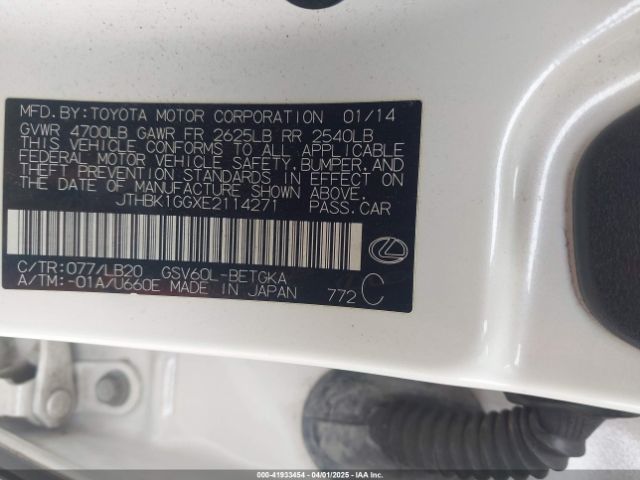 MFD.BY:TOYOTA MOTOR CORPORATION 01/14
GVWR 4700LB GAWR FR 2625LB RR 2540LB
THIS VEHICLE CONFORMS TO ALL APPLICABLE
FEDERAL MOTOR VEHICLE SAFETY,BUMPER,AND
THEFT PREVENTION STANDARDS IN EFFECT ON
THE DATE OF MANUFACTURE SHOWN ABOVE.
JTHBK1GGXE2114271 PASS.CAR
C/TR:077/LB20 GSV60L-BETGKA
A/TM:-01A/U660E MADE IN JAPAN 772 C
000-41933454 - 04/01/2025 - IAA Inc.